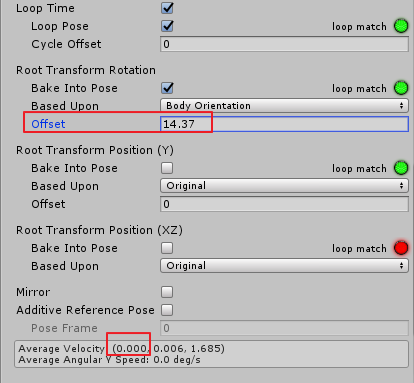 Loop Time
Loop Pose loop match
Cycle Offset 0
Root Transform Rotation
Bake Into Pose loop match
Based Upon Body Orientation
Offset 14.37
Root Transform Position (Y)
Bake Into Pose loop match
Based Upon Original
Offset 0
Root Transform Position (XZ)
Bake Into Pose loop match
Based Upon Original
Mirror
Additive Reference Pose
Pose Frame 0
Average Velocity: (0.000, 0.006, 1.685)
Average Angular Y Speed: 0.0 deg/s